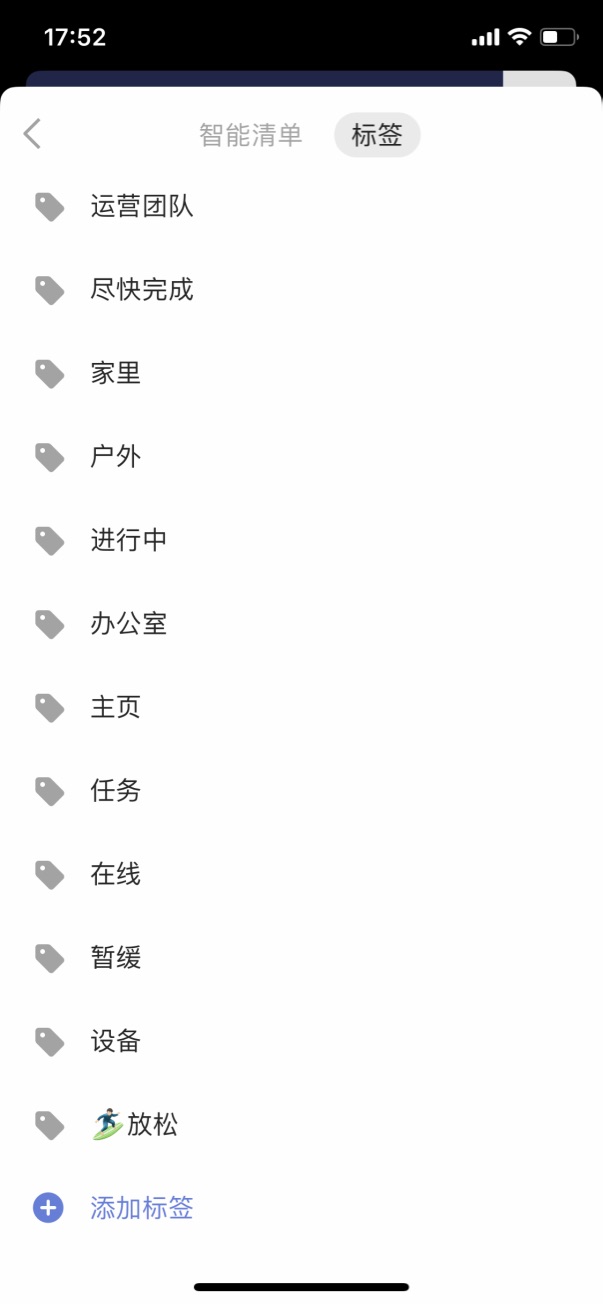 17:52
智能清单 标签
运营团队
尽快完成
家里
户外
进行中
办公室
主页
任务
在线
暂缓
设备
🏄放松
添加标签